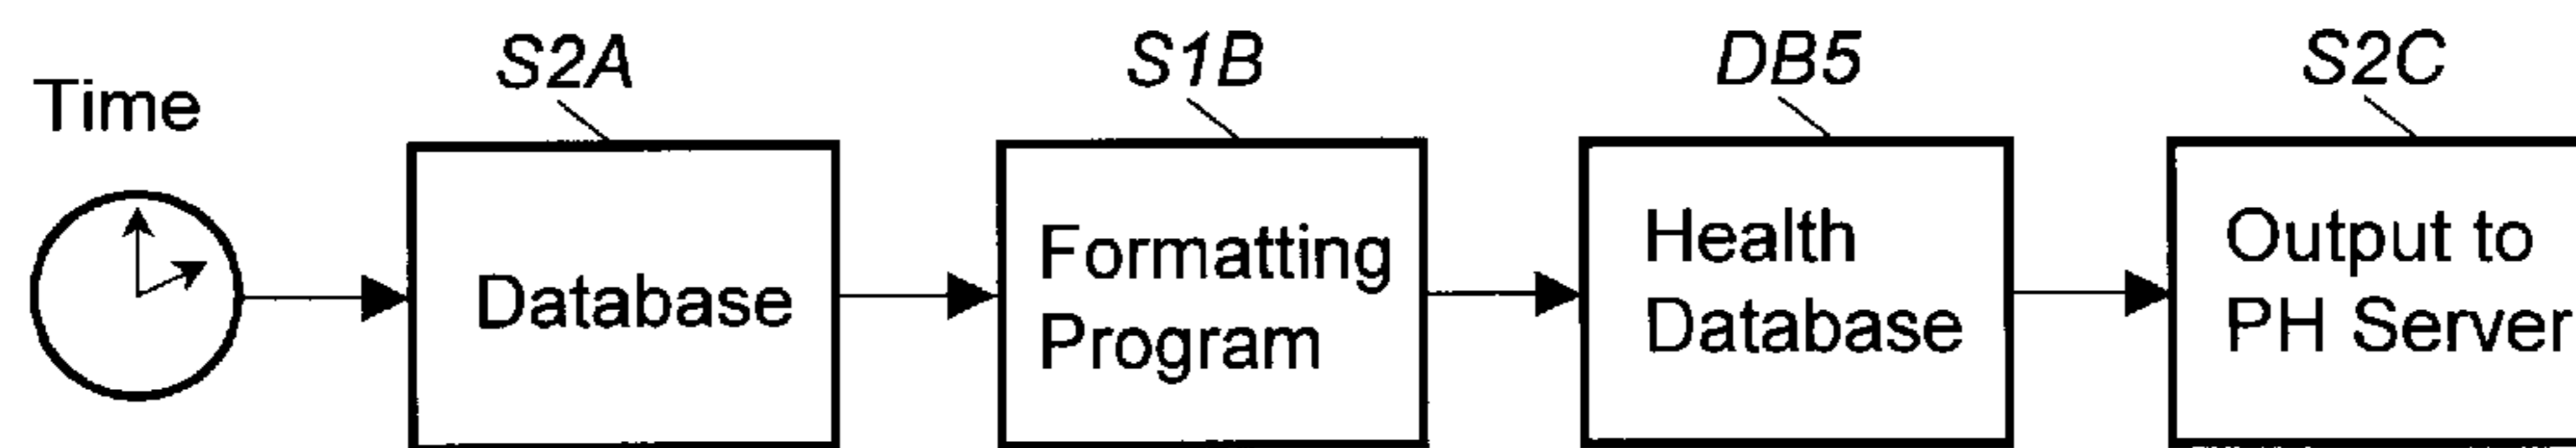 Time
S2A
S1B
DB5
S2C
Database
Formatting
Program
Health
Database
Output to
PH Server